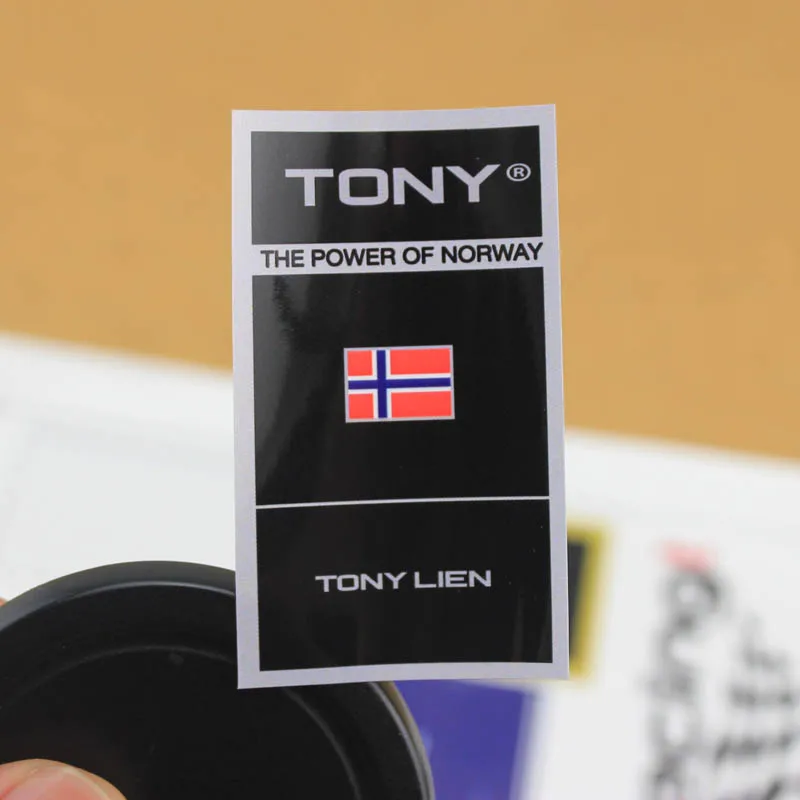 TONY®
THE POWER OF NORWAY
TONY LIEN